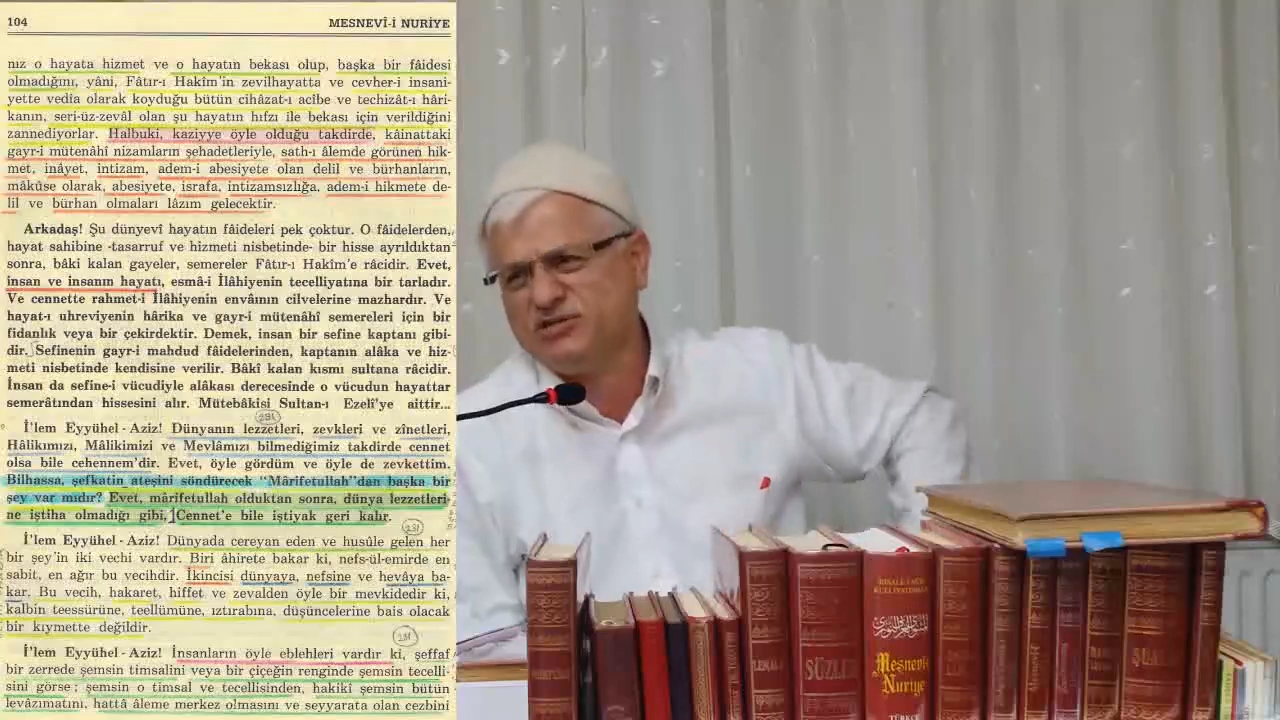 104
MESNEVÎ-İ NURİYE
nız o hayata hizmet ve o hayatın bekası olup, başka bir fâidesi
olmadığını, yâni, Fâtır-ı Hakîm'in zevilhayatta ve cevher-i insani-
yette vedia olarak koyduğu bütün cihâzat-ı acibe ve techizât-ı hâri-
kanın, seri-üz-zevâl olan şu hayatın hıfzı ile bekası için verildiğini
zannediyorlar. Halbuki, kaziyye öyle olduğu takdirde, kâinattaki
gayr-i mütenâhî nizamların şehadetleriyle, sath-ı âlemde görünen hik-
met, inâyet, intizam, adem-i abesiyete olan delil ve bürhanların,
mâkûse olarak, abesiyete, israfa, intizamsızlığa, adem-i hikmete de-
lil ve bürhan olmaları lâzım gelecektir.
Arkadaş! Şu dünyevî hayatın fâideleri pek çoktur. O fâidelerden,
hayat sahibine -tasarruf ve hizmeti nisbetinde- bir hisse ayrıldıktan
sonra, bâki kalan gayeler, semereler Fâtır-ı Hakîm'e râcidir. Evet,
insan ve insanın hayatı, esmâ-i İlâhiyenin tecelliyatına bir tarladır.
Ve cennette rahmet-i İlâhiyenin envâının cilvelerine mazhardır. Ve
hayat-ı uhreviyenin hârika ve gayr-i mütenâhî semereleri için bir
fidanlık veya bir çekirdektir. Demek, insan bir sefine kaptanı gibi-
dir. Sefinenin gayr-i mahdud fâidelerinden, kaptanın alâka ve hiz-
meti nisbetinde kendisine verilir. Bâkî kalan kısmı sultana râcidir.
İnsan da sefine-i vücudiyle alâkası derecesinde o vücudun hayattar
semerâtından hissesini alır. Mütebâkisi Sultan-ı Ezelî'ye aittir...
231
İ'lem Eyyühel - Aziz! Dünyanın lezzetleri, zevkleri ve zînetleri,
Hâlikımızı, Mâlikimizi ve Mevlâmızı bilmediğimiz takdirde cennet
olsa bile cehennem'dir. Evet, öyle gördüm ve öyle de zevkettim.
Bilhassa, şefkatin ateşini söndürecek "Mârifetullah"dan başka bir
şey var mıdır? Evet, mârifetullah olduktan sonra, dünya lezzetleri
ne iştiha olmadığı gibi, Cennet'e bile iştiyak geri kalır.
231
İ'lem Eyyühel - Aziz! Dünyada cereyan eden ve husûle gelen her
bir şey'in iki vechi vardır. Biri âhirete bakar ki, nefs-ül-emirde en
sabit, en ağır bu vecihdir. İkincisi dünyaya, nefsine ve hevâya ba-
kar. Bu vecih, hakaret, hiffet ve zevalden öyle bir mevkidedir ki,
kalbin teessürüne, teellümüne, ıztırabına, düşüncelerine bais olacak
bir kıynette değildir.
231
İ'lem Eyyühel - Aziz! İnsanların öyle eblehleri vardır ki, şeffaf
bir zerrede şemsin timsalini veya bir çiçeğin renginde şemsin tecelli-
sini görse; şemsin o timsal ve tecellisinden, hakikî şemsin bütün
levâzımatını, hattâ âleme merkez olmasını ve seyyarata olan cezbini
SÖZLER
RİSALE-İ NUR
KÜLLİYATINDAN
Mesnevî-i
Nuriye
TÜRKÇE